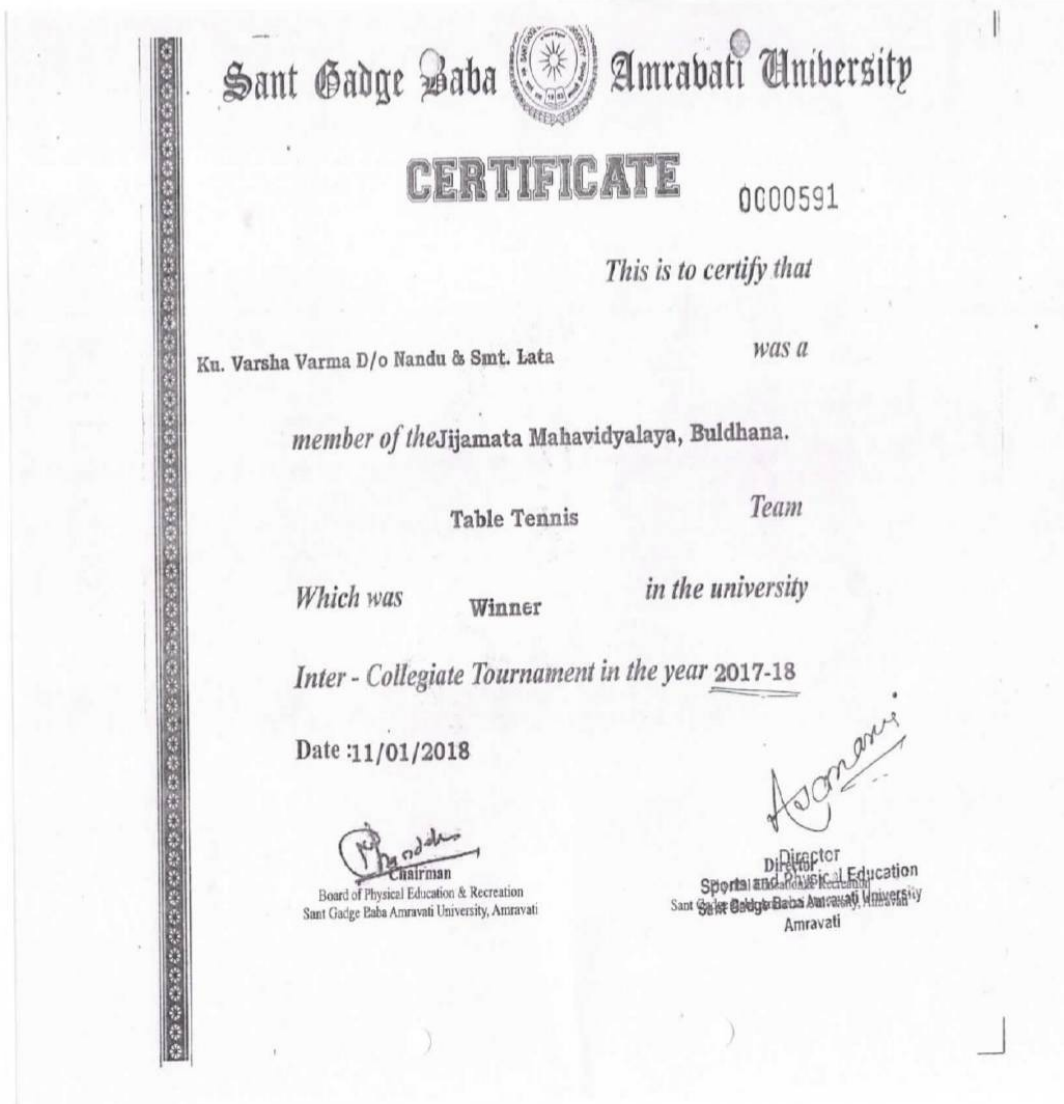 Sant Gadge Baba Amravati University
CERTIFICATE
0000591
This is to certify that
Ku. Varsha Varma D/o Nandu & Smt. Lata was a
member of the Jijamata Mahavidyalaya, Buldhana.
Table Tennis Team
Which was Winner in the university
Inter - Collegiate Tournament in the year 2017-18
Date :11/01/2018
Chairman
Board of Physical Education & Recreation
Sant Gadge Baba Amravati University, Amravati
Director
Sports and Physical Education
Sant Gadge Baba Amravati University
Amravati